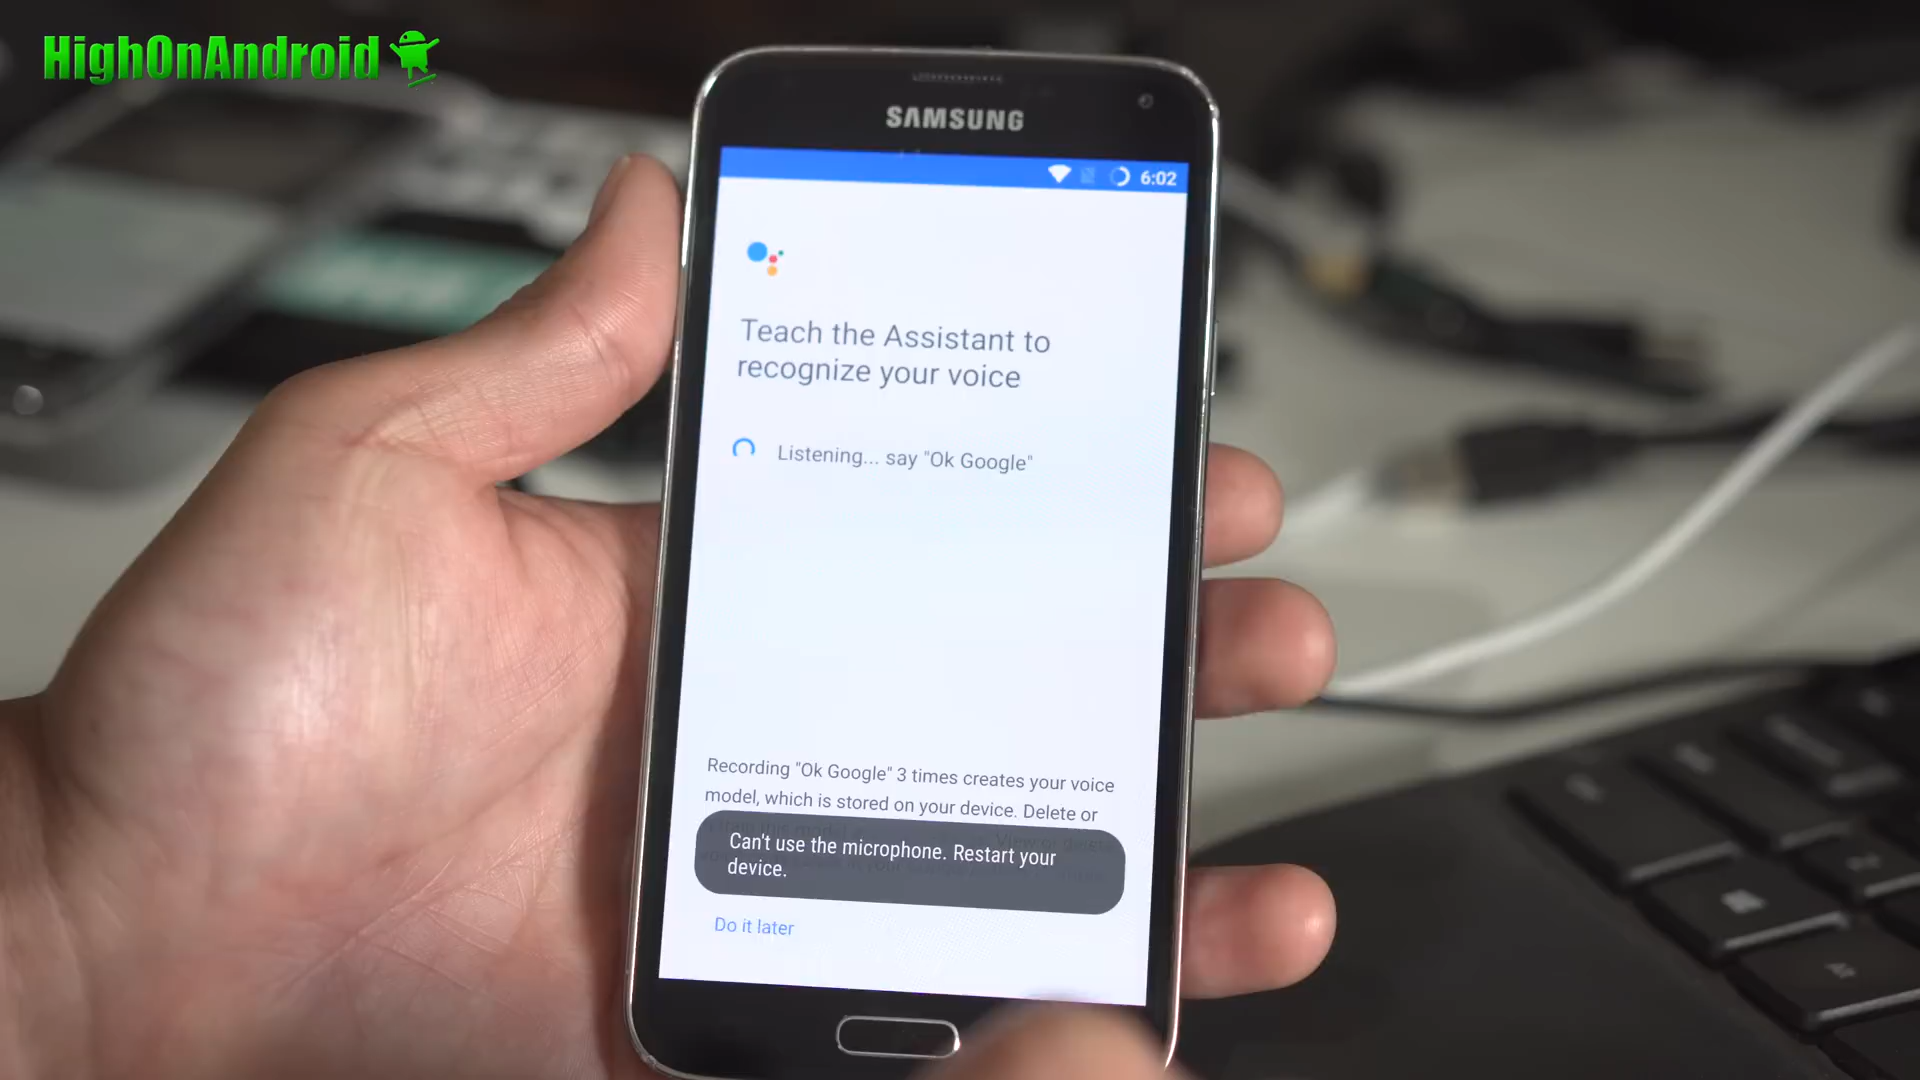 HighOnAndroid
SAMSUNG
6:02
Teach the Assistant to
recognize your voice
Listening... say "Ok Google"
Recording "Ok Google" 3 times creates your voice
model, which is stored on your device. Delete or
Can't use the microphone. Restart your
device.
Do it later